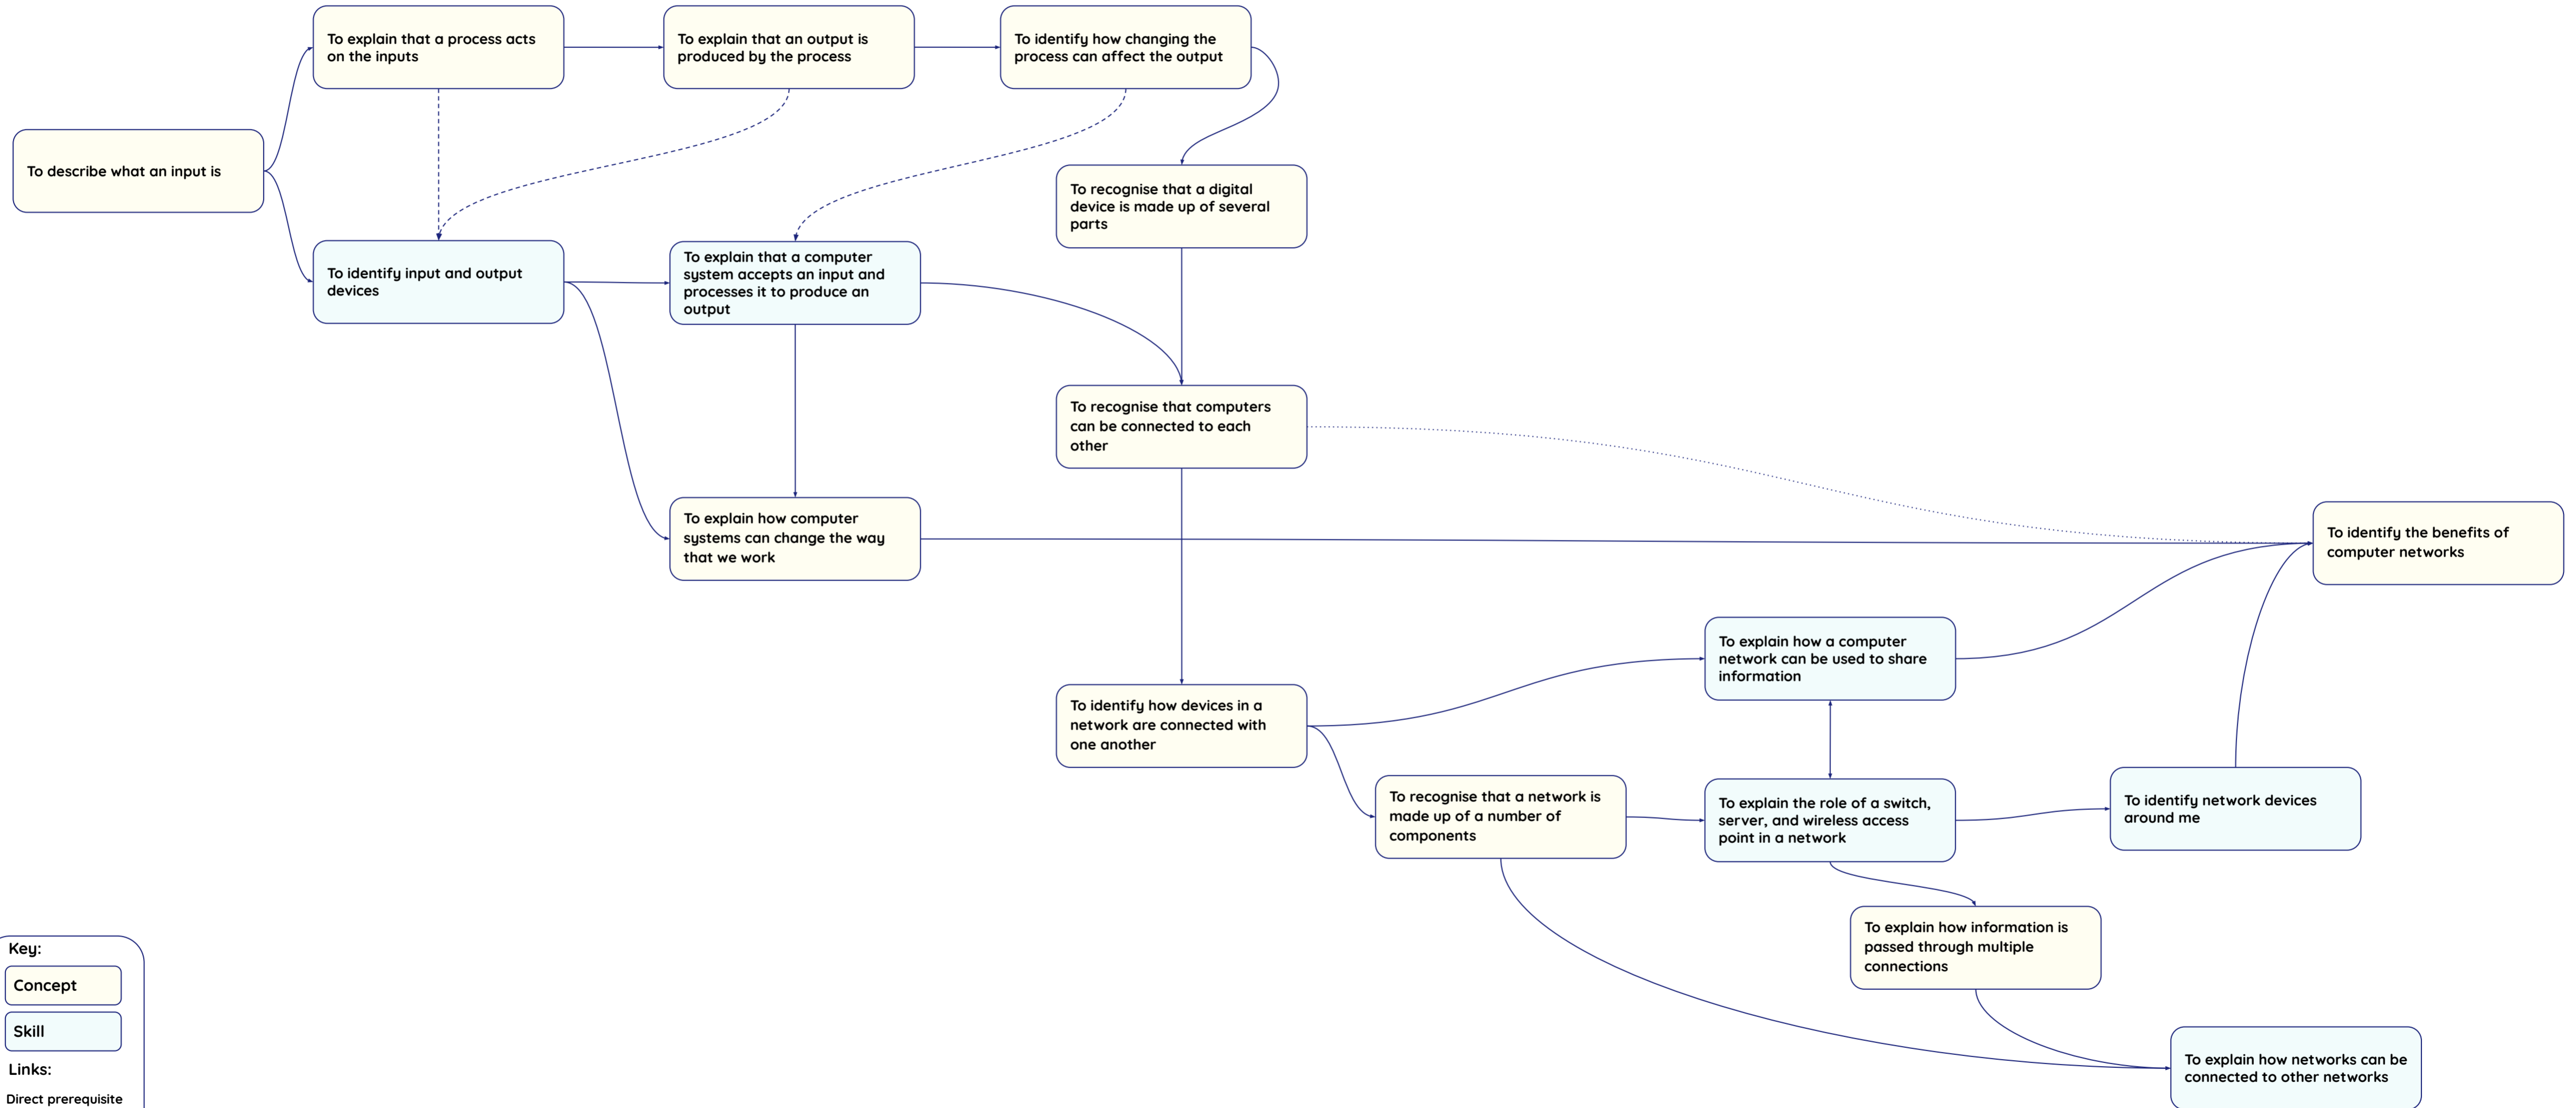 To explain that a process acts
on the inputs
To explain that an output is
produced by the process
To identify how changing the
process can affect the output
To describe what an input is
To recognise that a digital
device is made up of several
parts
To identify input and output
devices
To explain that a computer
system accepts an input and
processes it to produce an
output
To recognise that computers
can be connected to each
other
To explain how computer
systems can change the way
that we work
To identify the benefits of
computer networks
To explain how a computer
network can be used to share
information
To identify how devices in a
network are connected with
one another
To recognise that a network is
made up of a number of
components
To explain the role of a switch,
server, and wireless access
point in a network
To identify network devices
around me
To explain how information is
passed through multiple
connections
To explain how networks can be
connected to other networks
Key:
Concept
Skill
Links:
Direct prerequisite